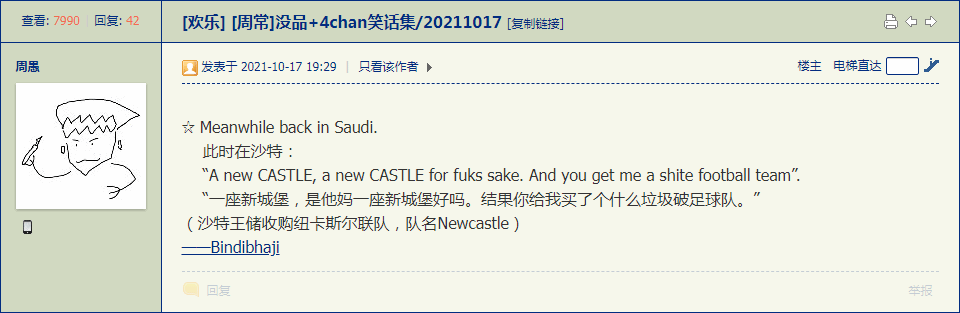 查看: 7990 | 回复: 42
[欢乐] [周常]没品+4chan笑话集/20211017 [复制链接]
周愚
发表于 2021-10-17 19:29 | 只看该作者
楼主 电梯直达
☆ Meanwhile back in Saudi.
此时在沙特：
“A new CASTLE, a new CASTLE for fuks sake. And you get me a shite football team”.
“一座新城堡，是他妈一座新城堡好吗。结果你给我买了个什么垃圾破足球队。”
（沙特王储收购纽卡斯尔联队，队名Newcastle）
——Bindibhaji
回复
举报